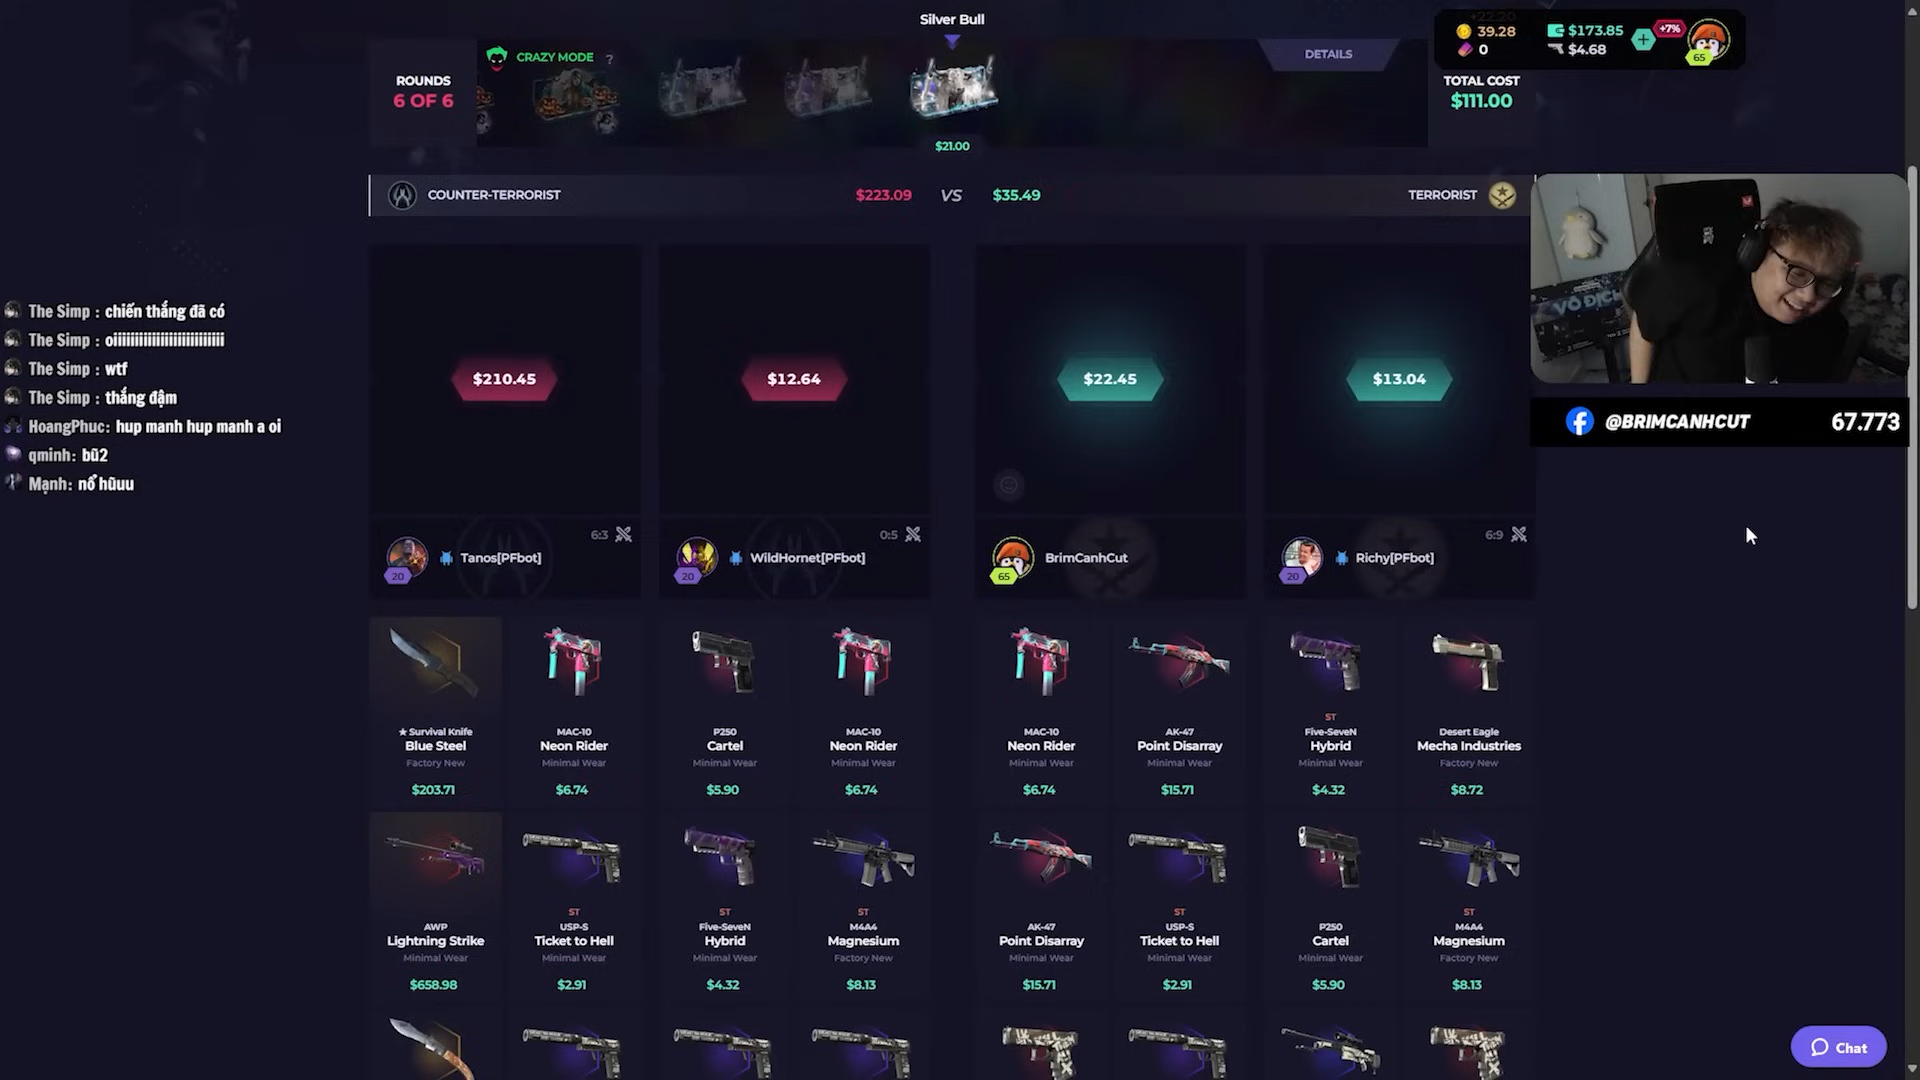 Silver Bull
+22.20
39.28
0
$173.85
$4.68
+7%
65
ROUNDS
6 OF 6
CRAZY MODE ?
DETAILS
$21.00
TOTAL COST
$111.00
COUNTER-TERRORIST
$223.09
VS
$35.49
TERRORIST
VÔ ĐỊCH
$210.45
$12.64
$22.45
$13.04
The Simp : chiến thắng đã có
The Simp : oiiiiiiiiiiiiiiiiiiiiiiiiiii
The Simp : wtf
The Simp : thắng đậm
HoangPhuc: hup manh hup manh a oi
qminh: bũ2
Mạnh: nổ hũuu
@BRIMCANHCUT
67.773
6:3
Tanos[PFbot]
20
0:5
WildHornet[PFbot]
20
BrimCanhCut
65
6:9
Richy[PFbot]
20
★ Survival Knife
Blue Steel
Factory New
$203.71
MAC-10
Neon Rider
Minimal Wear
$6.74
P250
Cartel
Minimal Wear
$5.90
MAC-10
Neon Rider
Minimal Wear
$6.74
MAC-10
Neon Rider
Minimal Wear
$6.74
AK-47
Point Disarray
Minimal Wear
$15.71
ST
Five-SeveN
Hybrid
Minimal Wear
$4.32
Desert Eagle
Mecha Industries
Factory New
$8.72
AWP
Lightning Strike
Minimal Wear
$658.98
ST
USP-S
Ticket to Hell
Minimal Wear
$2.91
ST
Five-SeveN
Hybrid
Minimal Wear
$4.32
ST
M4A4
Magnesium
Factory New
$8.13
AK-47
Point Disarray
Minimal Wear
$15.71
ST
USP-S
Ticket to Hell
Minimal Wear
$2.91
P250
Cartel
Minimal Wear
$5.90
ST
M4A4
Magnesium
Factory New
$8.13
Chat